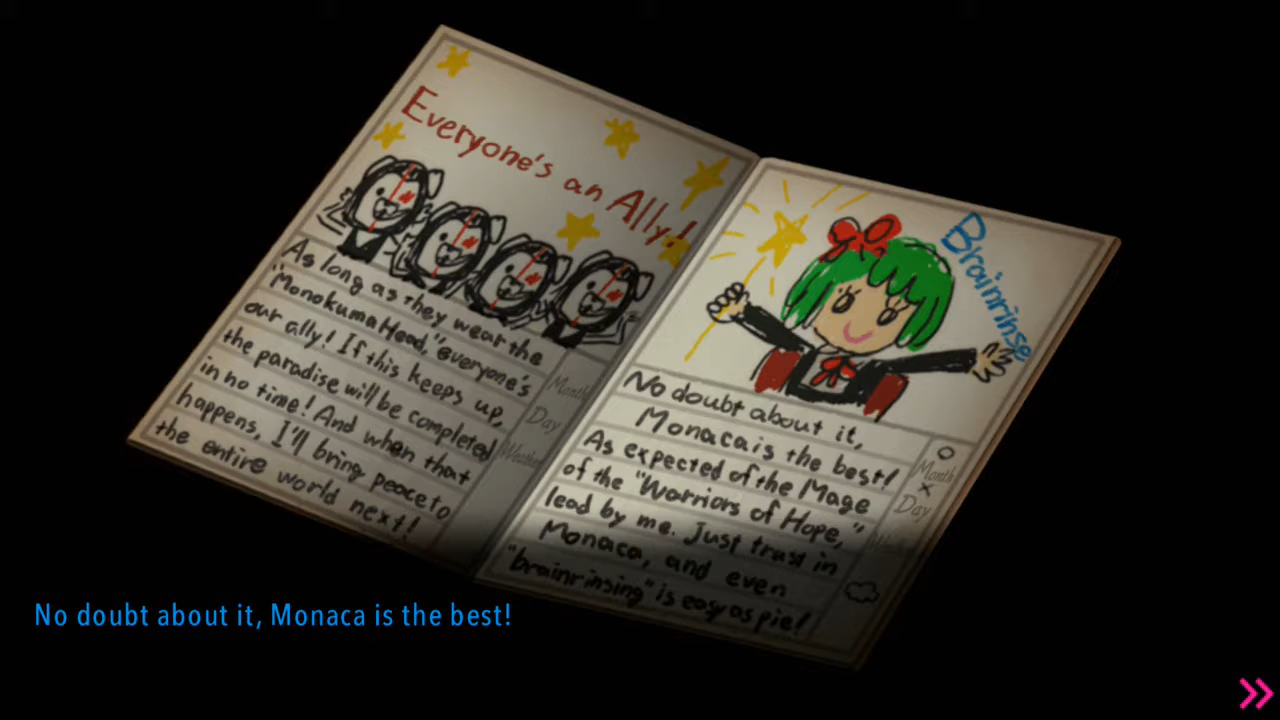 Everyone's an Ally!
As long as they wear the
"Monokuma Head," everyone's
our ally! If this keeps up,
the paradise will be completed
in no time! And when that
happens, I'll bring peace to
the entire world next!
Month
Day
Weather
Brainrinse
No doubt about it,
Monaca is the best!
As expected of the Mage
of the "Warriors of Hope,"
lead by me. Just trust in
Monaca, and even
"brainrinsing" is easy as pie!
Month
Day
No doubt about it, Monaca is the best!